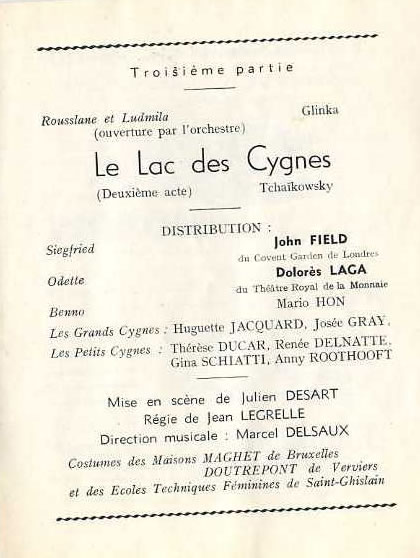 Troisième partie
Rousslane et Ludmila Glinka
(ouverture par l'orchestre)
Le Lac des Cygnes
(Deuxième acte) Tchaïkowsky
DISTRIBUTION :
Siegfried John FIELD
du Covent Garden de Londres
Odette Dolorès LAGA
du Théâtre Royal de la Monnaie
Benno Mario HON
Les Grands Cygnes : Huguette JACQUARD, Josée GRAY,
Les Petits Cygnes : Thérèse DUCAR, Renée DELNATTE,
Gina SCHIATTI, Anny ROOTHOOFT
Mise en scène de Julien DESART
Régie de Jean LEGRELLE
Direction musicale : Marcel DELSAUX
Costumes des Maisons MAGHET de Bruxelles
DOUTREPONT de Verviers
et des Ecoles Techniques Féminines de Saint-Ghislain